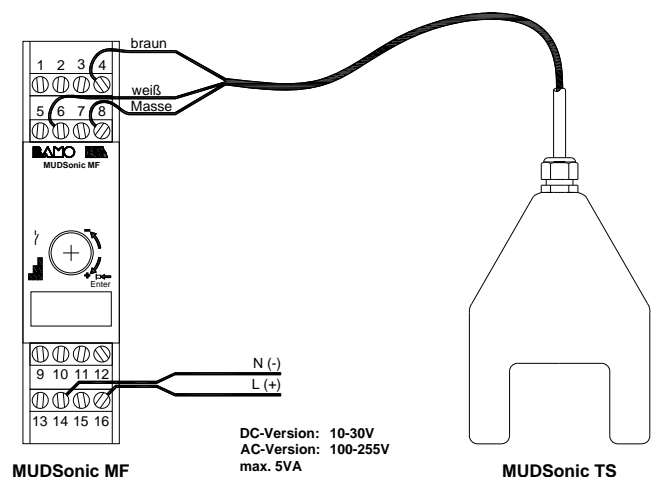 braun
1 2 3 4
weiß
Masse
5 6 7 8
BAMO
MUDSonic MF
-
+
Enter
9 10 11 12
N (-)
L (+)
13 14 15 16
DC-Version: 10-30V
AC-Version: 100-255V
max. 5VA
MUDSonic MF
MUDSonic TS